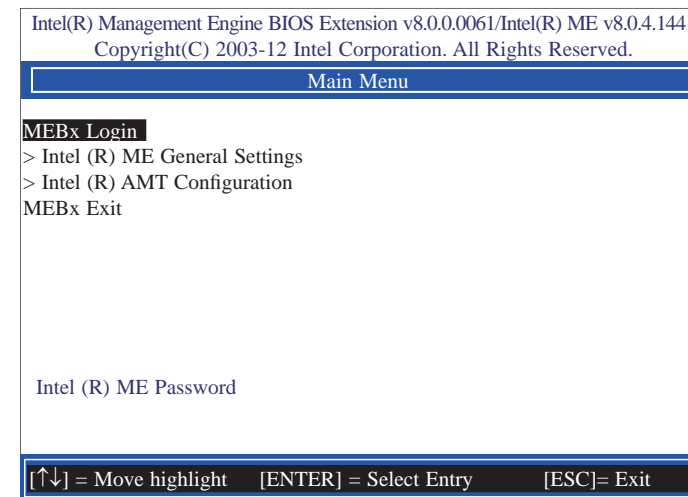 Intel(R) Management Engine BIOS Extension v8.0.0.0061/Intel(R) ME v8.0.4.144
Copyright(C) 2003-12 Intel Corporation. All Rights Reserved.
Main Menu
MEBx Login
> Intel (R) ME General Settings
> Intel (R) AMT Configuration
MEBx Exit
Intel (R) ME Password
[↑↓] = Move highlight [ENTER] = Select Entry [ESC]= Exit